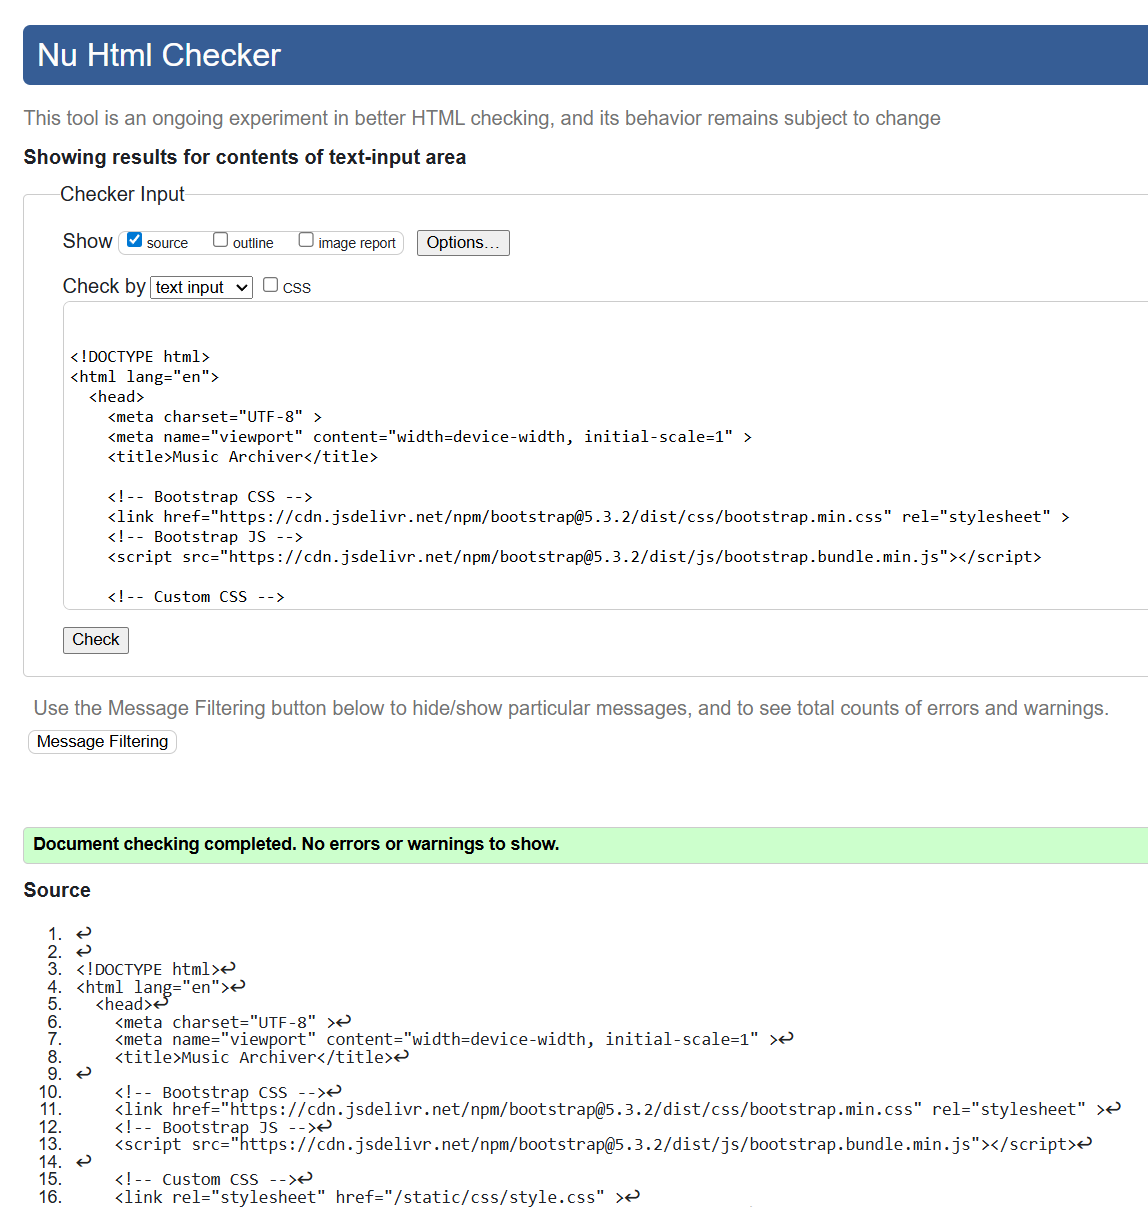 Nu Html Checker
This tool is an ongoing experiment in better HTML checking, and its behavior remains subject to change
Showing results for contents of text-input area
Checker Input
Show source outline image report Options...
Check by text input CSS
<!DOCTYPE html>
<html lang="en">
  <head>
    <meta charset="UTF-8" >
    <meta name="viewport" content="width=device-width, initial-scale=1" >
    <title>Music Archiver</title>
    <!-- Bootstrap CSS -->
    <link href="https://cdn.jsdelivr.net/npm/bootstrap@5.3.2/dist/css/bootstrap.min.css" rel="stylesheet" >
    <!-- Bootstrap JS -->
    <script src="https://cdn.jsdelivr.net/npm/bootstrap@5.3.2/dist/js/bootstrap.bundle.min.js"></script>
    <!-- Custom CSS -->
Check
Use the Message Filtering button below to hide/show particular messages, and to see total counts of errors and warnings.
Message Filtering
Document checking completed. No errors or warnings to show.
Source
1. ↩
2. ↩
3. <!DOCTYPE html>↩
4. <html lang="en">↩
5.   <head>↩
6.     <meta charset="UTF-8" >↩
7.     <meta name="viewport" content="width=device-width, initial-scale=1" >↩
8.     <title>Music Archiver</title>↩
9. ↩
10.     <!-- Bootstrap CSS -->↩
11.     <link href="https://cdn.jsdelivr.net/npm/bootstrap@5.3.2/dist/css/bootstrap.min.css" rel="stylesheet" >↩
12.     <!-- Bootstrap JS -->↩
13.     <script src="https://cdn.jsdelivr.net/npm/bootstrap@5.3.2/dist/js/bootstrap.bundle.min.js"></script>↩
14. ↩
15.     <!-- Custom CSS -->↩
16.     <link rel="stylesheet" href="/static/css/style.css" >↩